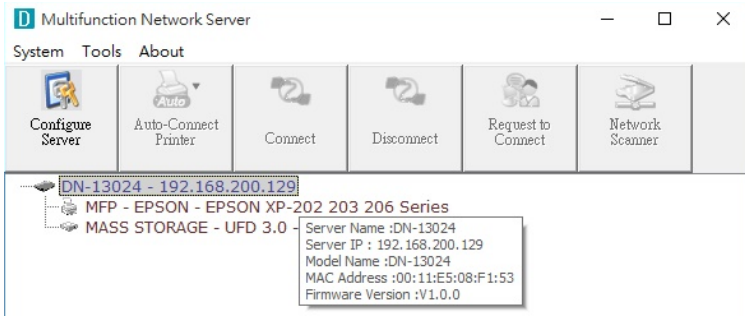 D Multifunction Network Server
System Tools About
Auto
Configure Server
Auto-Connect Printer
Connect
Disconnect
Request to Connect
Network Scanner
DN-13024 - 192.168.200.129
MFP - EPSON - EPSON XP-202 203 206 Series
MASS STORAGE - UFD 3.0 -
Server Name :DN-13024
Server IP : 192.168.200.129
Model Name :DN-13024
MAC Address :00:11:E5:08:F1:53
Firmware Version :V1.0.0